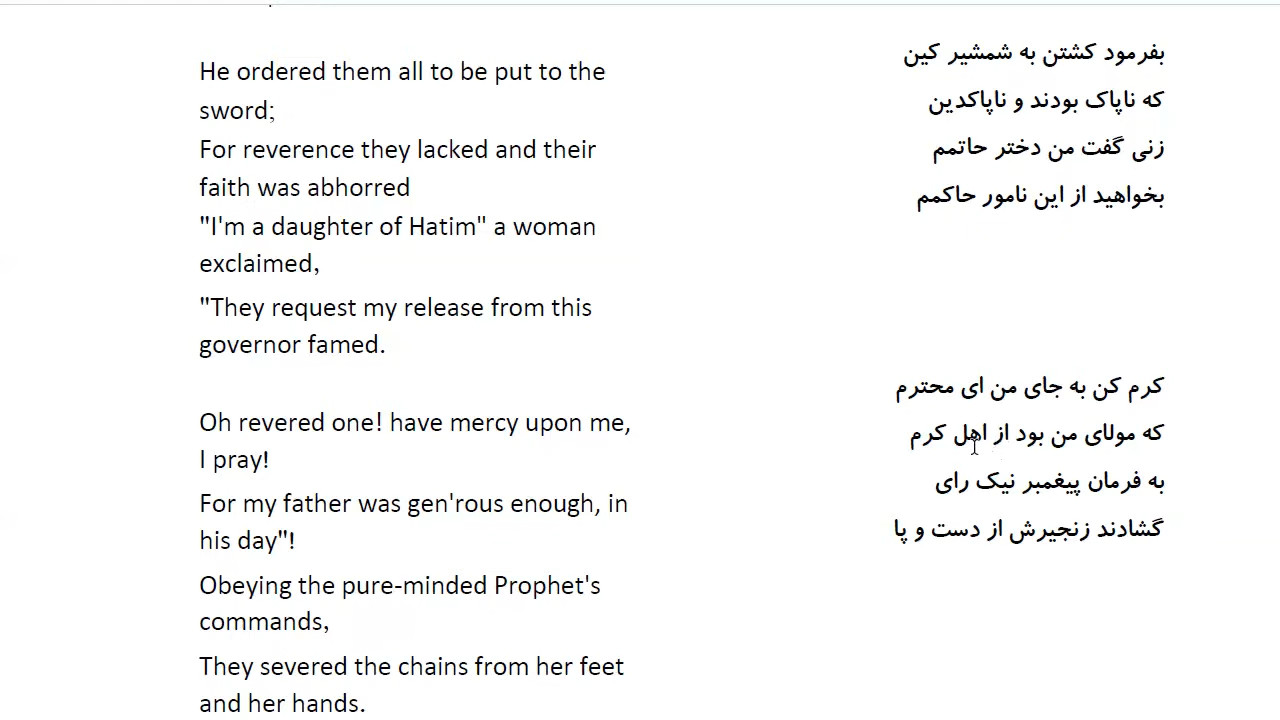 He ordered them all to be put to the
sword;
For reverence they lacked and their
faith was abhorred
"I'm a daughter of Hatim" a woman
exclaimed,
"They request my release from this
governor famed.
Oh revered one! have mercy upon me,
I pray!
For my father was gen'rous enough, in
his day"!
Obeying the pure-minded Prophet's
commands,
They severed the chains from her feet
and her hands.
بفرمود کشتن به شمشیر کین
که ناپاک بودند و ناپاکدین
زنی گفت من دختر حاتمم
بخواهید از این نامور حاکمم
کرم کن به جای من ای محترم
که مولای من بود از اهل کرم
به فرمان پیغمبر نیک رای
گشادند زنجیرش از دست و پا